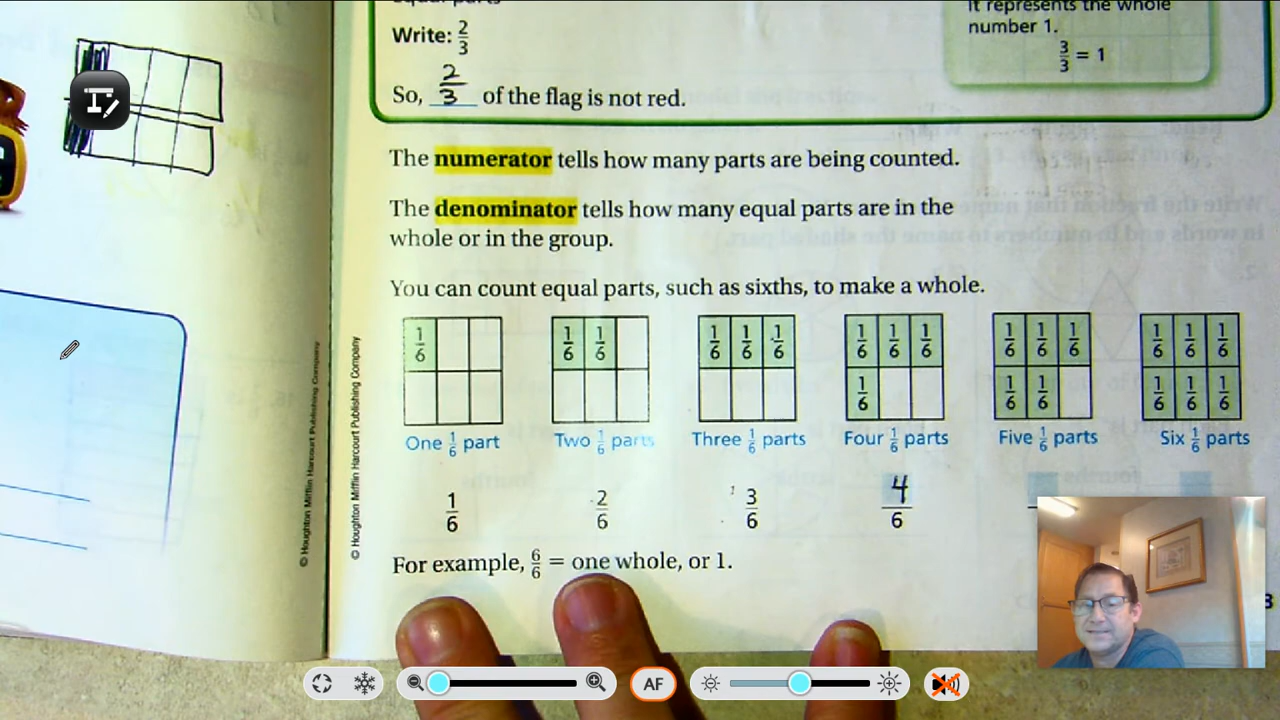 Write: 2/3
It represents the whole
number 1.
3/3 = 1
So, 2/3 of the flag is not red.
The numerator tells how many parts are being counted.
The denominator tells how many equal parts are in the
whole or in the group.
You can count equal parts, such as sixths, to make a whole.
1/6
1/6 1/6
1/6 1/6 1/6
1/6 1/6 1/6
1/6
1/6 1/6 1/6
1/6 1/6
1/6 1/6 1/6
1/6 1/6 1/6
One 1/6 part
Two 1/6 parts
Three 1/6 parts
Four 1/6 parts
Five 1/6 parts
Six 1/6 parts
1/6
2/6
3/6
4/6
For example, 6/6 = one whole, or 1.
© Houghton Mifflin Harcourt Publishing Company
© Houghton Mifflin Harcourt Publishing Company
AF